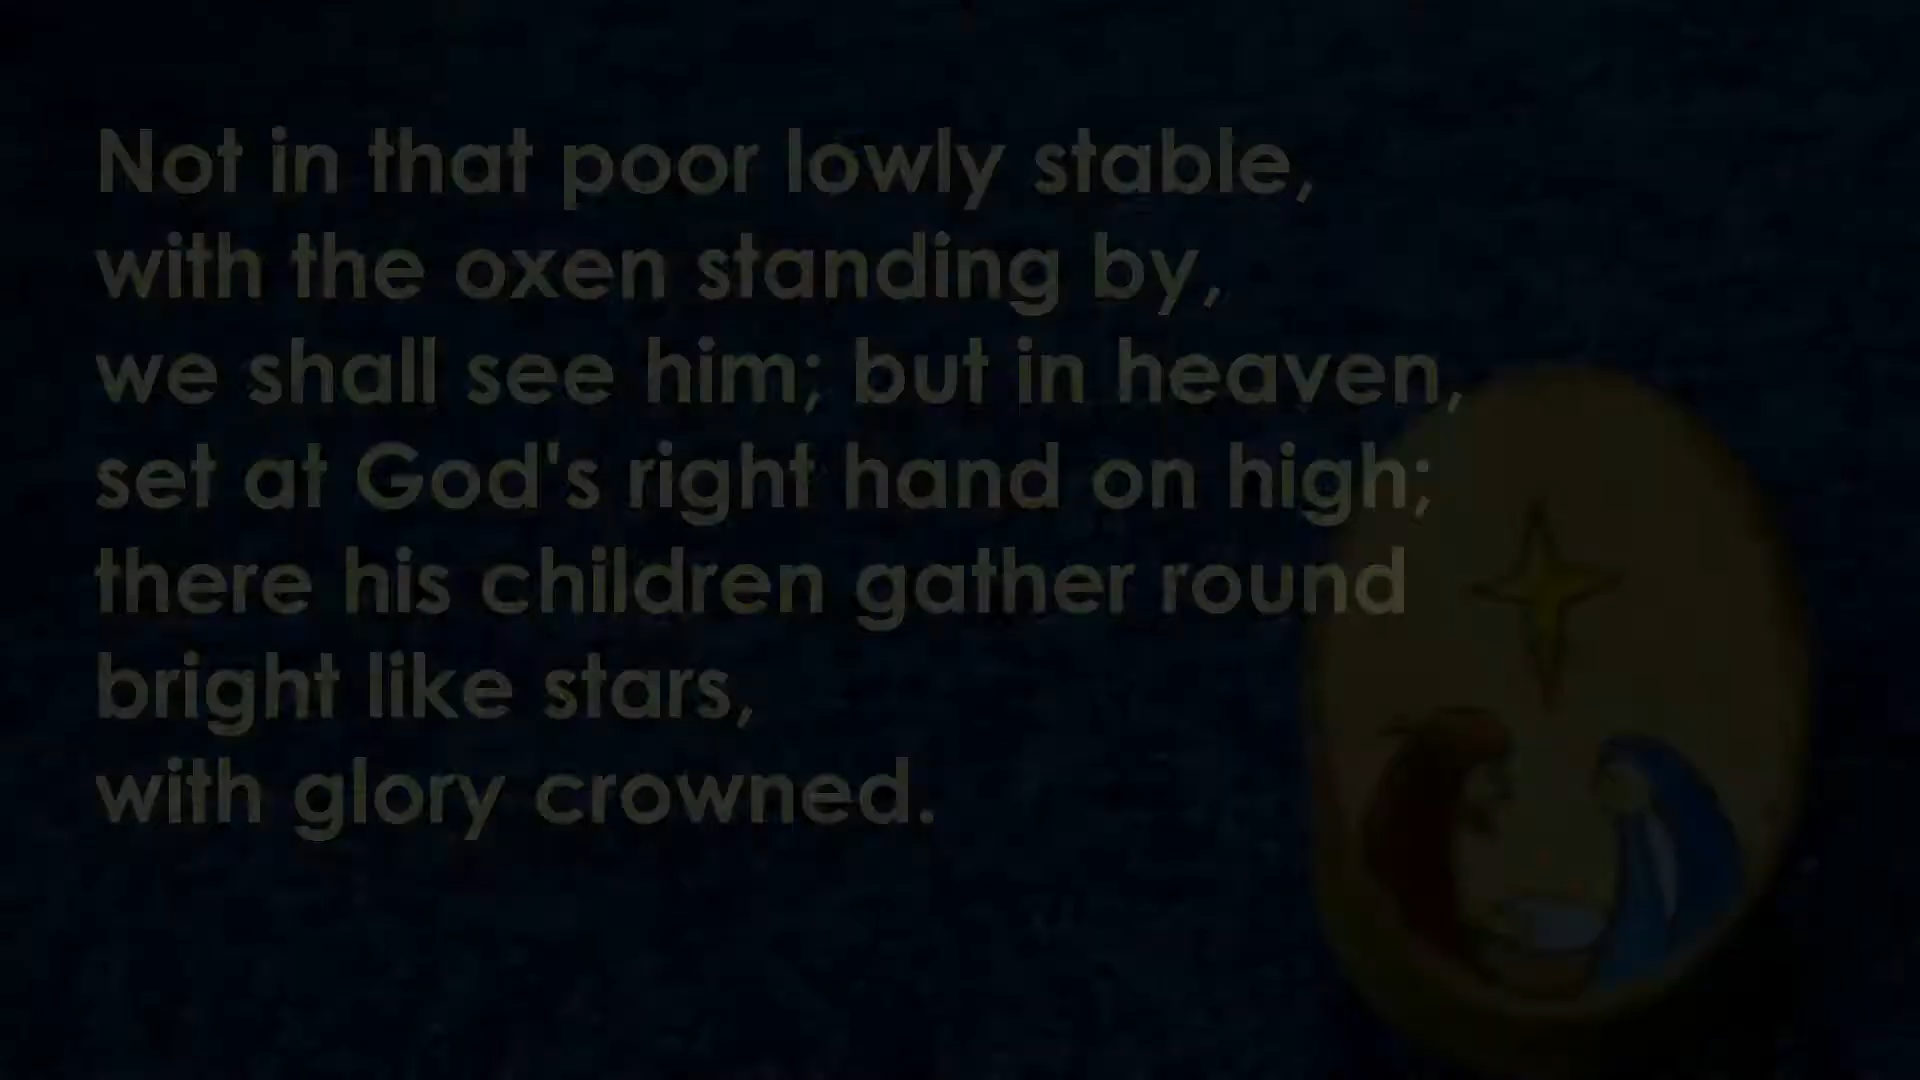 Not in that poor lowly stable,
with the oxen standing by,
we shall see him; but in heaven,
set at God's right hand on high;
there his children gather round
bright like stars,
with glory crowned.